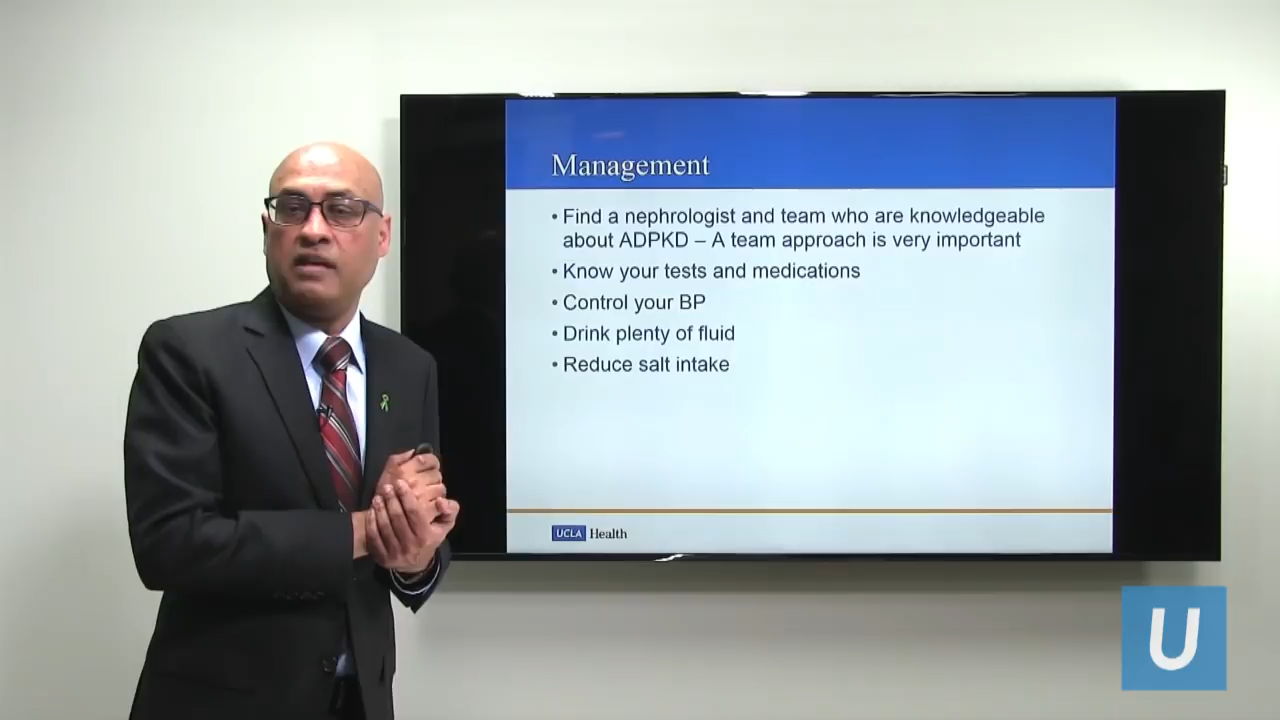 Management
• Find a nephrologist and team who are knowledgeable
about ADPKD – A team approach is very important
• Know your tests and medications
• Control your BP
• Drink plenty of fluid
• Reduce salt intake
UCLA Health
U